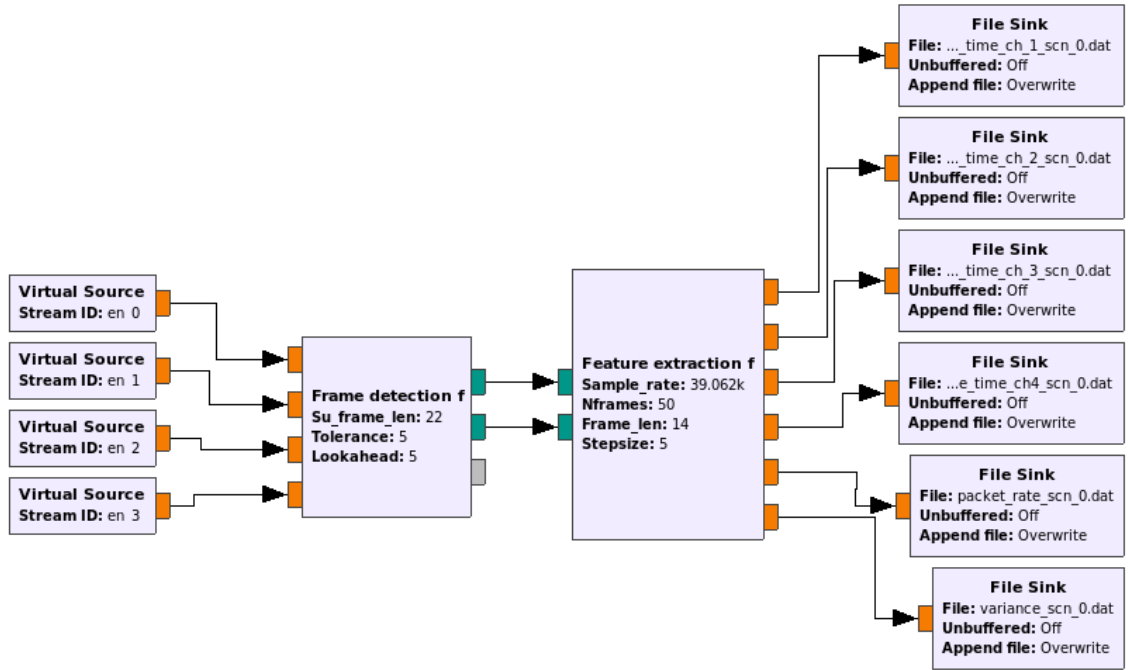 File Sink
File: ..._time_ch_1_scn_0.dat
Unbuffered: Off
Append file: Overwrite
File Sink
File: ..._time_ch_2_scn_0.dat
Unbuffered: Off
Append file: Overwrite
File Sink
File: ..._time_ch_3_scn_0.dat
Unbuffered: Off
Append file: Overwrite
Virtual Source
Stream ID: en 0
Virtual Source
Stream ID: en 1
Virtual Source
Stream ID: en 2
Virtual Source
Stream ID: en 3
Frame detection f
Su_frame_len: 22
Tolerance: 5
Lookahead: 5
Feature extraction f
Sample_rate: 39.062k
Nframes: 50
Frame_len: 14
Stepsize: 5
File Sink
File: ...e_time_ch4_scn_0.dat
Unbuffered: Off
Append file: Overwrite
File Sink
File: packet_rate_scn_0.dat
Unbuffered: Off
Append file: Overwrite
File Sink
File: variance_scn_0.dat
Unbuffered: Off
Append file: Overwrite